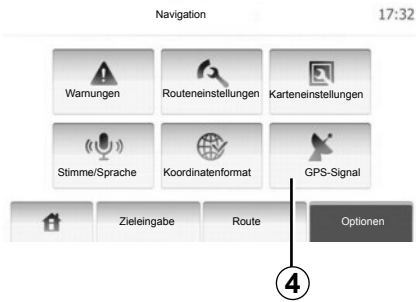 Navigation 17:32
Warnungen Routeneinstellungen Karteneinstellungen
Stimme/Sprache Koordinatenformat GPS-Signal
Zieleingabe Route Optionen
4